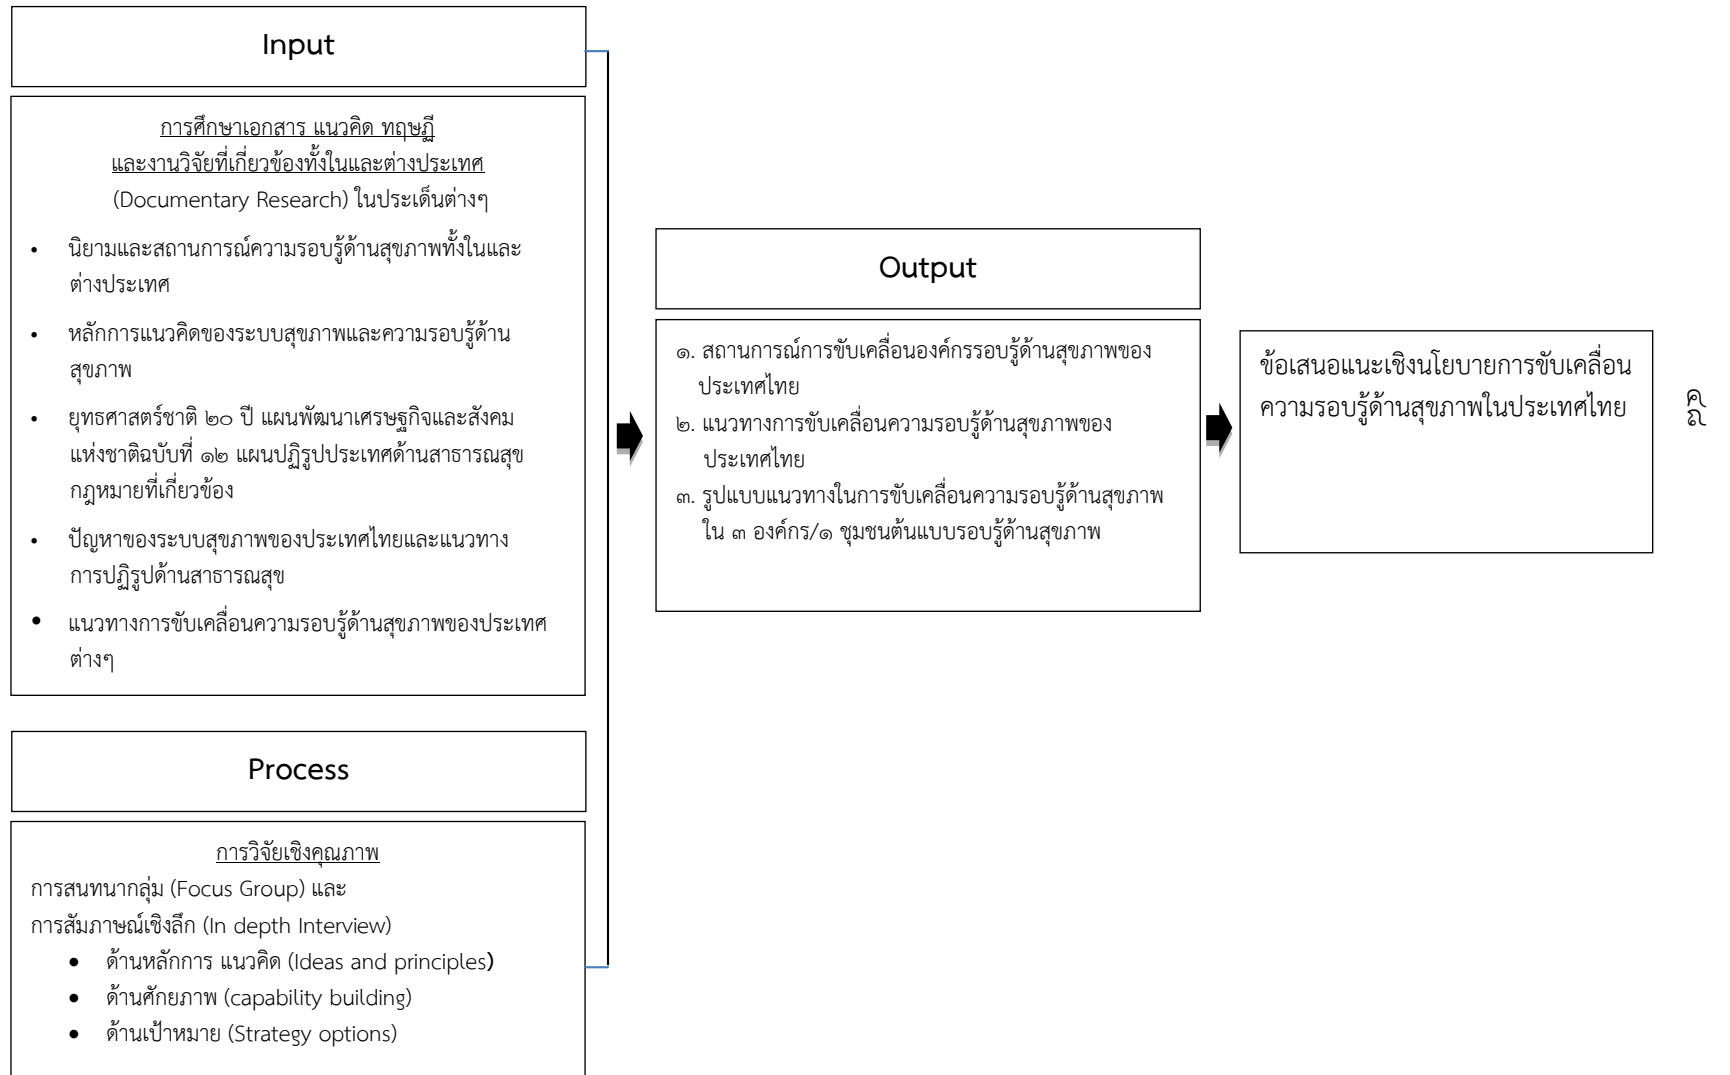 Input
การศึกษาเอกสาร แนวคิด ทฤษฏี
และงานวิจัยที่เกี่ยวข้องทั้งในและต่างประเทศ
(Documentary Research) ในประเด็นต่างๆ
• นิยามและสถานการณ์ความรอบรู้ด้านสุขภาพทั้งในและ
ต่างประเทศ
• หลักการแนวคิดของระบบสุขภาพและความรอบรู้ด้าน
สุขภาพ
• ยุทธศาสตร์ชาติ ๒๐ ปี แผนพัฒนาเศรษฐกิจและสังคม
แห่งชาติฉบับที่ ๑๒ แผนปฏิรูปประเทศด้านสาธารณสุข
กฎหมายที่เกี่ยวข้อง
• ปัญหาของระบบสุขภาพของประเทศไทยและแนวทาง
การปฏิรูปด้านสาธารณสุข
• แนวทางการขับเคลื่อนความรอบรู้ด้านสุขภาพของประเทศ
ต่างๆ
Process
การวิจัยเชิงคุณภาพ
การสนทนากลุ่ม (Focus Group) และ
การสัมภาษณ์เชิงลึก (In depth Interview)
• ด้านหลักการ แนวคิด (Ideas and principles)
• ด้านศักยภาพ (capability building)
• ด้านเป้าหมาย (Strategy options)
Output
๑. สถานการณ์การขับเคลื่อนองค์กรรอบรู้ด้านสุขภาพของ
ประเทศไทย
๒. แนวทางการขับเคลื่อนความรอบรู้ด้านสุขภาพของ
ประเทศไทย
๓. รูปแบบแนวทางในการขับเคลื่อนความรอบรู้ด้านสุขภาพ
ใน ๓ องค์กร/๑ ชุมชนต้นแบบรอบรู้ด้านสุขภาพ
ข้อเสนอแนะเชิงนโยบายการขับเคลื่อน
ความรอบรู้ด้านสุขภาพในประเทศไทย